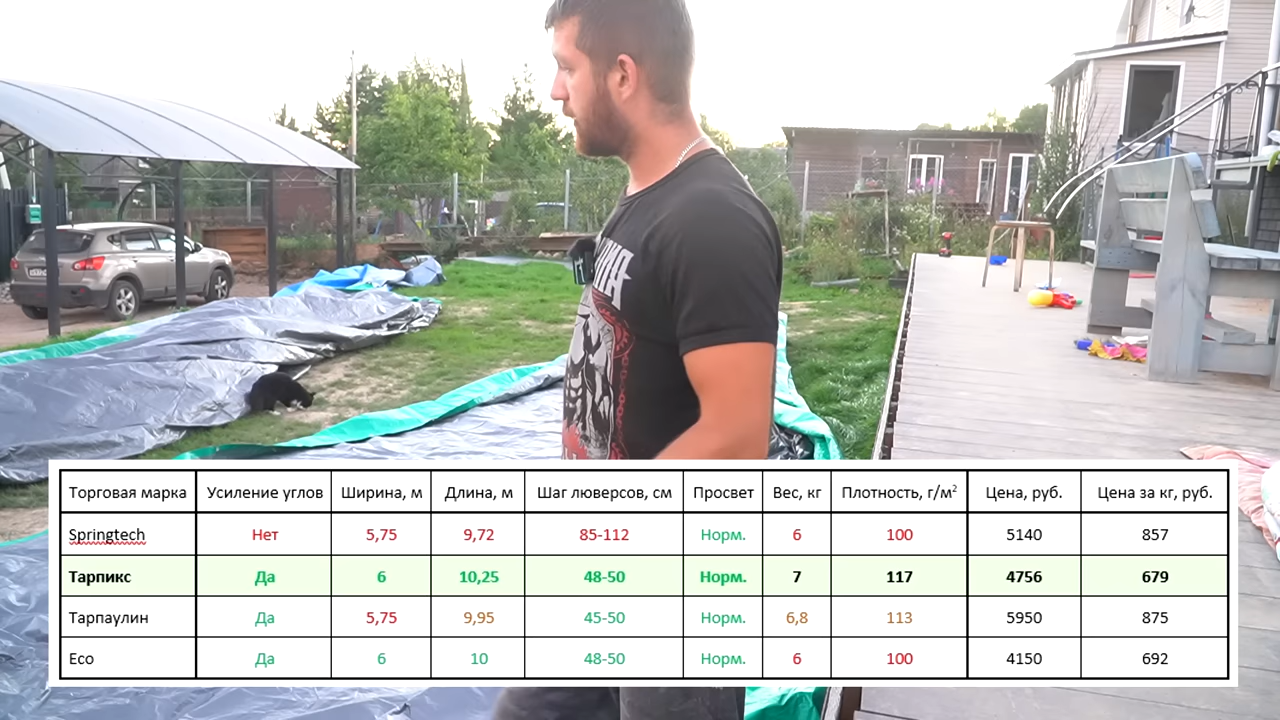 Торговая марка Усиление углов Ширина, м Длина, м Шаг люверсов, см Просвет Вес, кг Плотность, г/м² Цена, руб. Цена за кг, руб.
Springtech Нет 5,75 9,72 85-112 Норм. 6 100 5140 857
Тарпикс Да 6 10,25 48-50 Норм. 7 117 4756 679
Тарпаулин Да 5,75 9,95 45-50 Норм. 6,8 113 5950 875
Eco Да 6 10 48-50 Норм. 6 100 4150 692